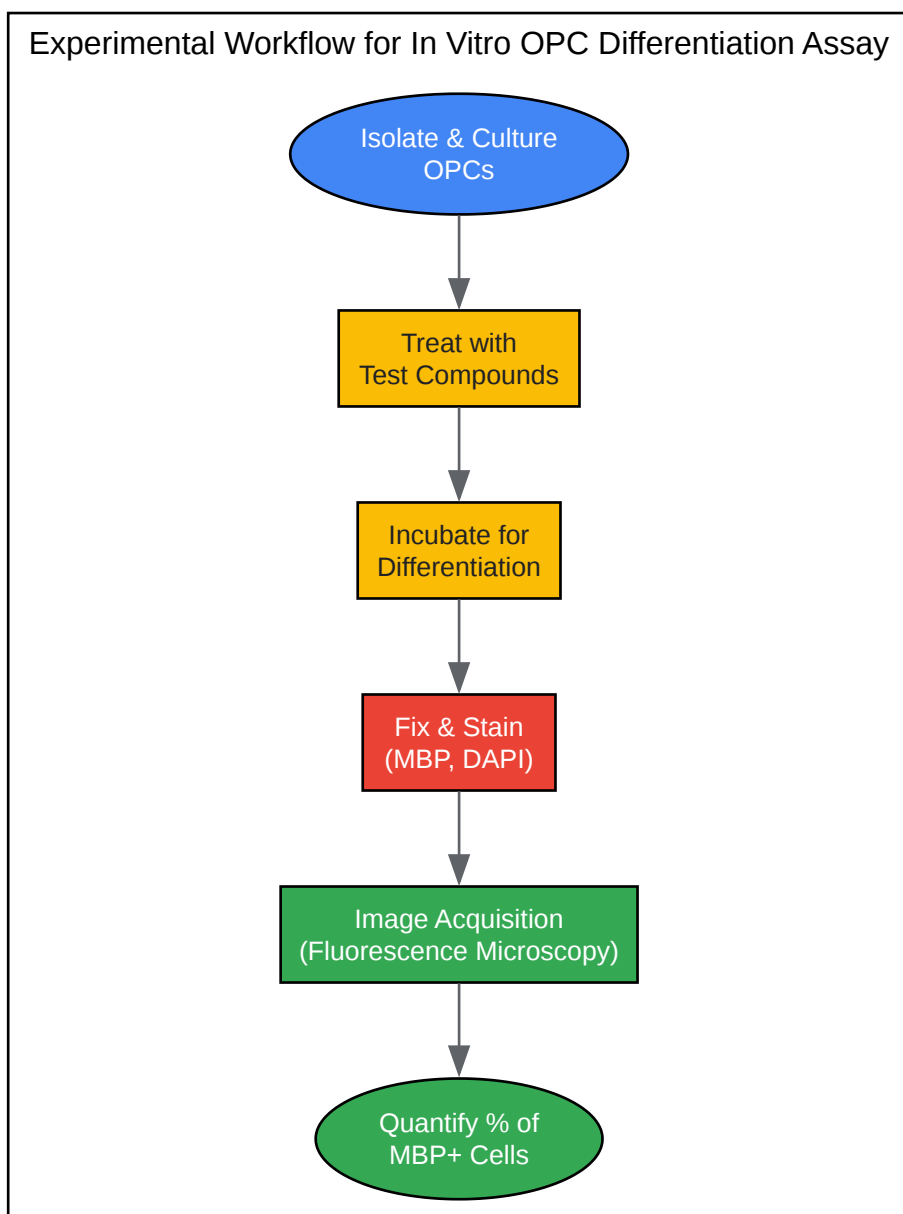 Experimental Workflow for In Vitro OPC Differentiation Assay
Isolate & Culture
OPCs
Treat with
Test Compounds
Incubate for
Differentiation
Fix & Stain
(MBP, DAPI)
Image Acquisition
(Fluorescence Microscopy)
Quantify % of
MBP+ Cells